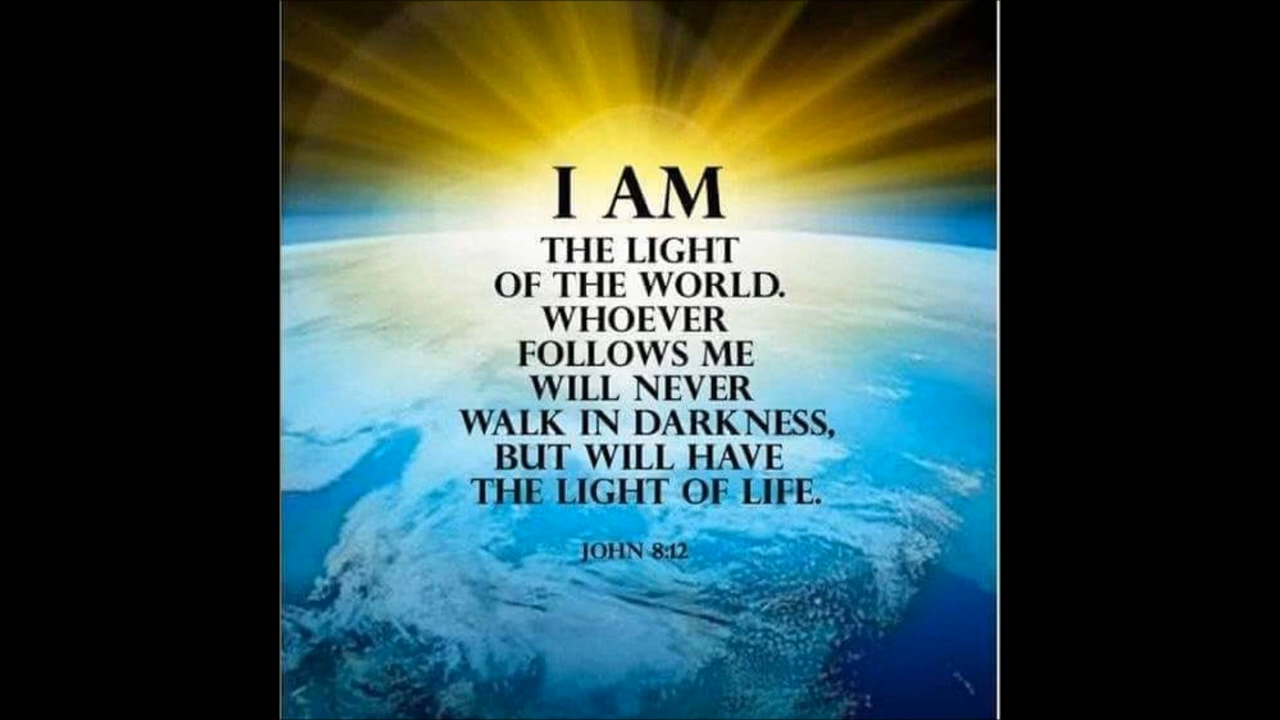 I AM
THE LIGHT
OF THE WORLD.
WHOEVER
FOLLOWS ME
WILL NEVER
WALK IN DARKNESS,
BUT WILL HAVE
THE LIGHT OF LIFE.
JOHN 8:12